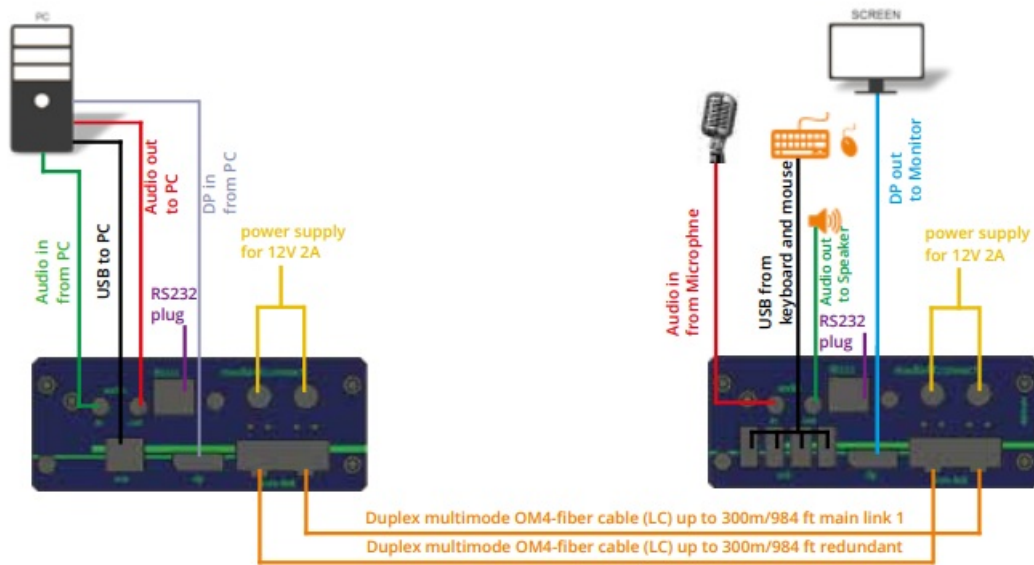 PC
SCREEN
Audio in
from PC
USB to PC
Audio out
to PC
DP in
from PC
power supply
for 12V 2A
RS232
plug
Audio in
from Microphne
USB from
keyboard and mouse
Audio out
to Speaker
DP out
to Monitor
power supply
for 12V 2A
RS232
plug
Duplex multimode OM4-fiber cable (LC) up to 300m/984 ft main link 1
Duplex multimode OM4-fiber cable (LC) up to 300m/984 ft redundant